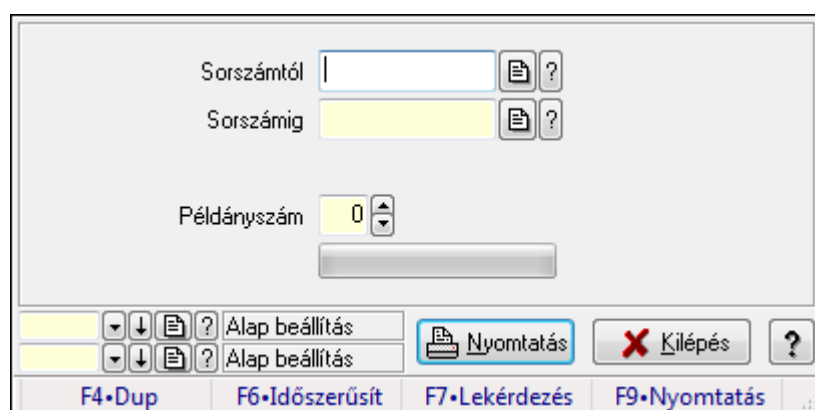 Sorszámtól ?
Sorszámig ?
Példányszám 0
? Alap beállítás
? Alap beállítás
Nyomtatás Kilépés ?
F4•Dup F6•Időszerűsít F7•Lekérdezés F9•Nyomtatás